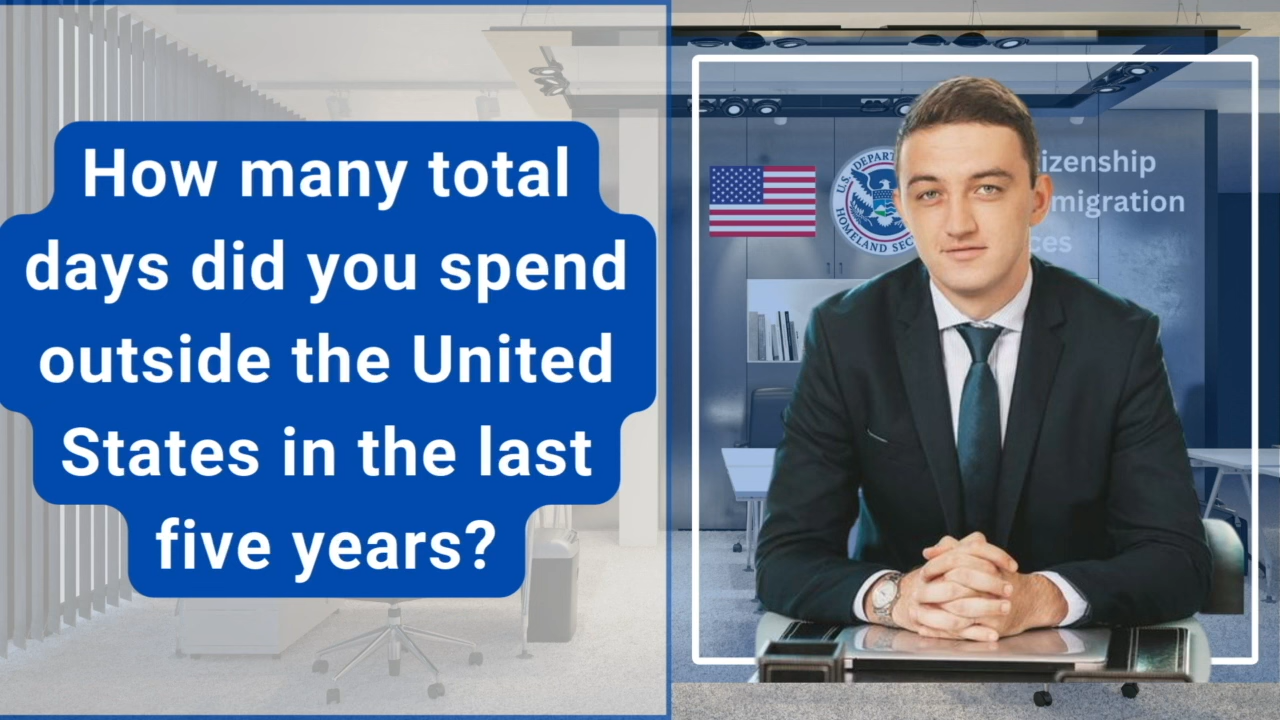 How many total
days did you spend
outside the United
States in the last
five years?
U.S. DEPART
HOMELAND SEC
izenship
migration
ces